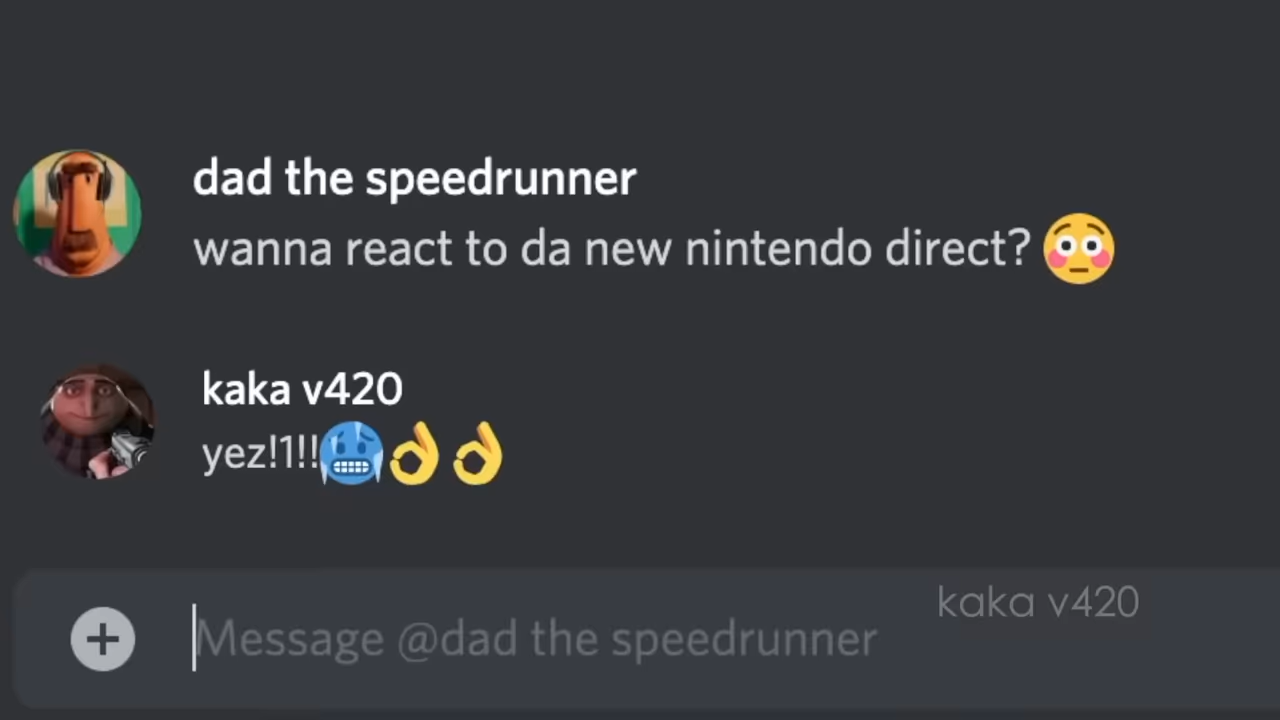 dad the speedrunner
wanna react to da new nintendo direct? 😳
kaka v420
yez!1!!🥶👌👌
kaka v420
Message @dad the speedrunner